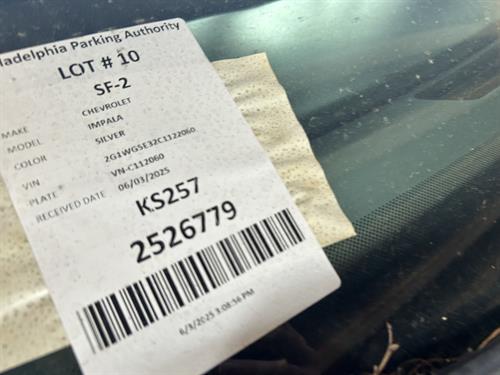 ladelphia Parking Authority
LOT # 10
SF-2
MAKE CHEVROLET
MODEL IMPALA
COLOR SILVER
VIN 2G1WG5E32C1122060
PLATE VN-C112060
RECEIVED DATE 06/03/2025
KS257
2526779
6/3/2025 3:08:56 PM